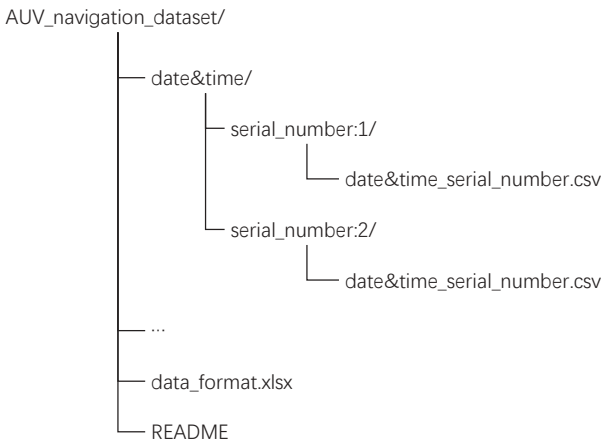 AUV_navigation_dataset/
date&time/
serial_number:1/
date&time_serial_number.csv
serial_number:2/
date&time_serial_number.csv
...
data_format.xlsx
README